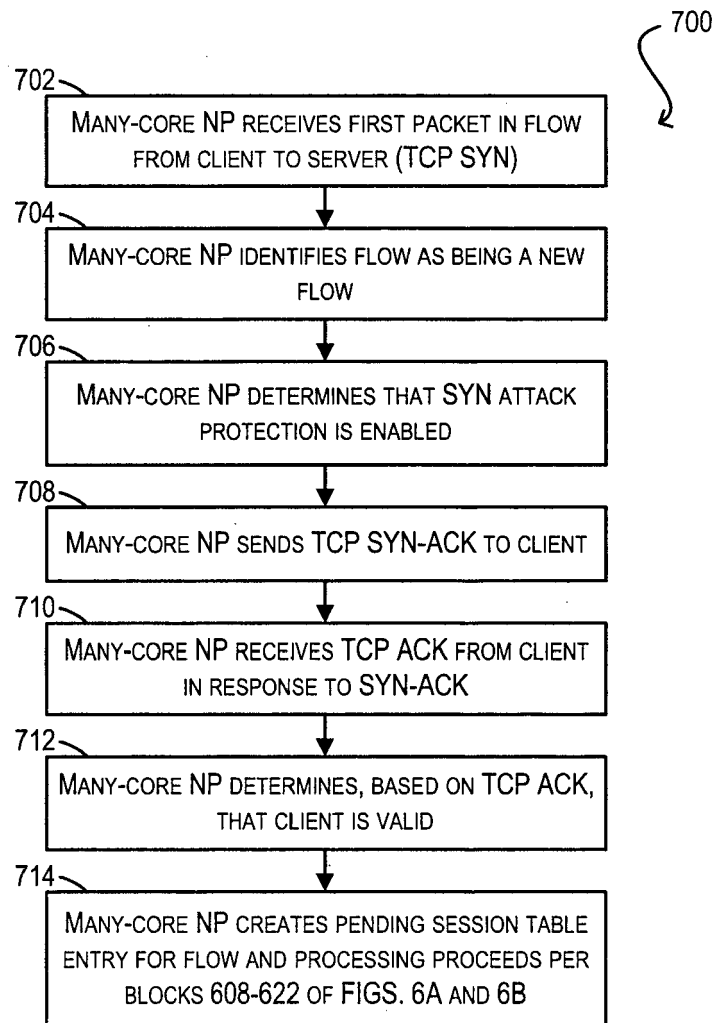 700
702
MANY-CORE NP RECEIVES FIRST PACKET IN FLOW
FROM CLIENT TO SERVER (TCP SYN)
704
MANY-CORE NP IDENTIFIES FLOW AS BEING A NEW
FLOW
706
MANY-CORE NP DETERMINES THAT SYN ATTACK
PROTECTION IS ENABLED
708
MANY-CORE NP SENDS TCP SYN-ACK TO CLIENT
710
MANY-CORE NP RECEIVES TCP ACK FROM CLIENT
IN RESPONSE TO SYN-ACK
712
MANY-CORE NP DETERMINES, BASED ON TCP ACK,
THAT CLIENT IS VALID
714
MANY-CORE NP CREATES PENDING SESSION TABLE
ENTRY FOR FLOW AND PROCESSING PROCEEDS PER
BLOCKS 608-622 OF FIGS. 6A AND 6B